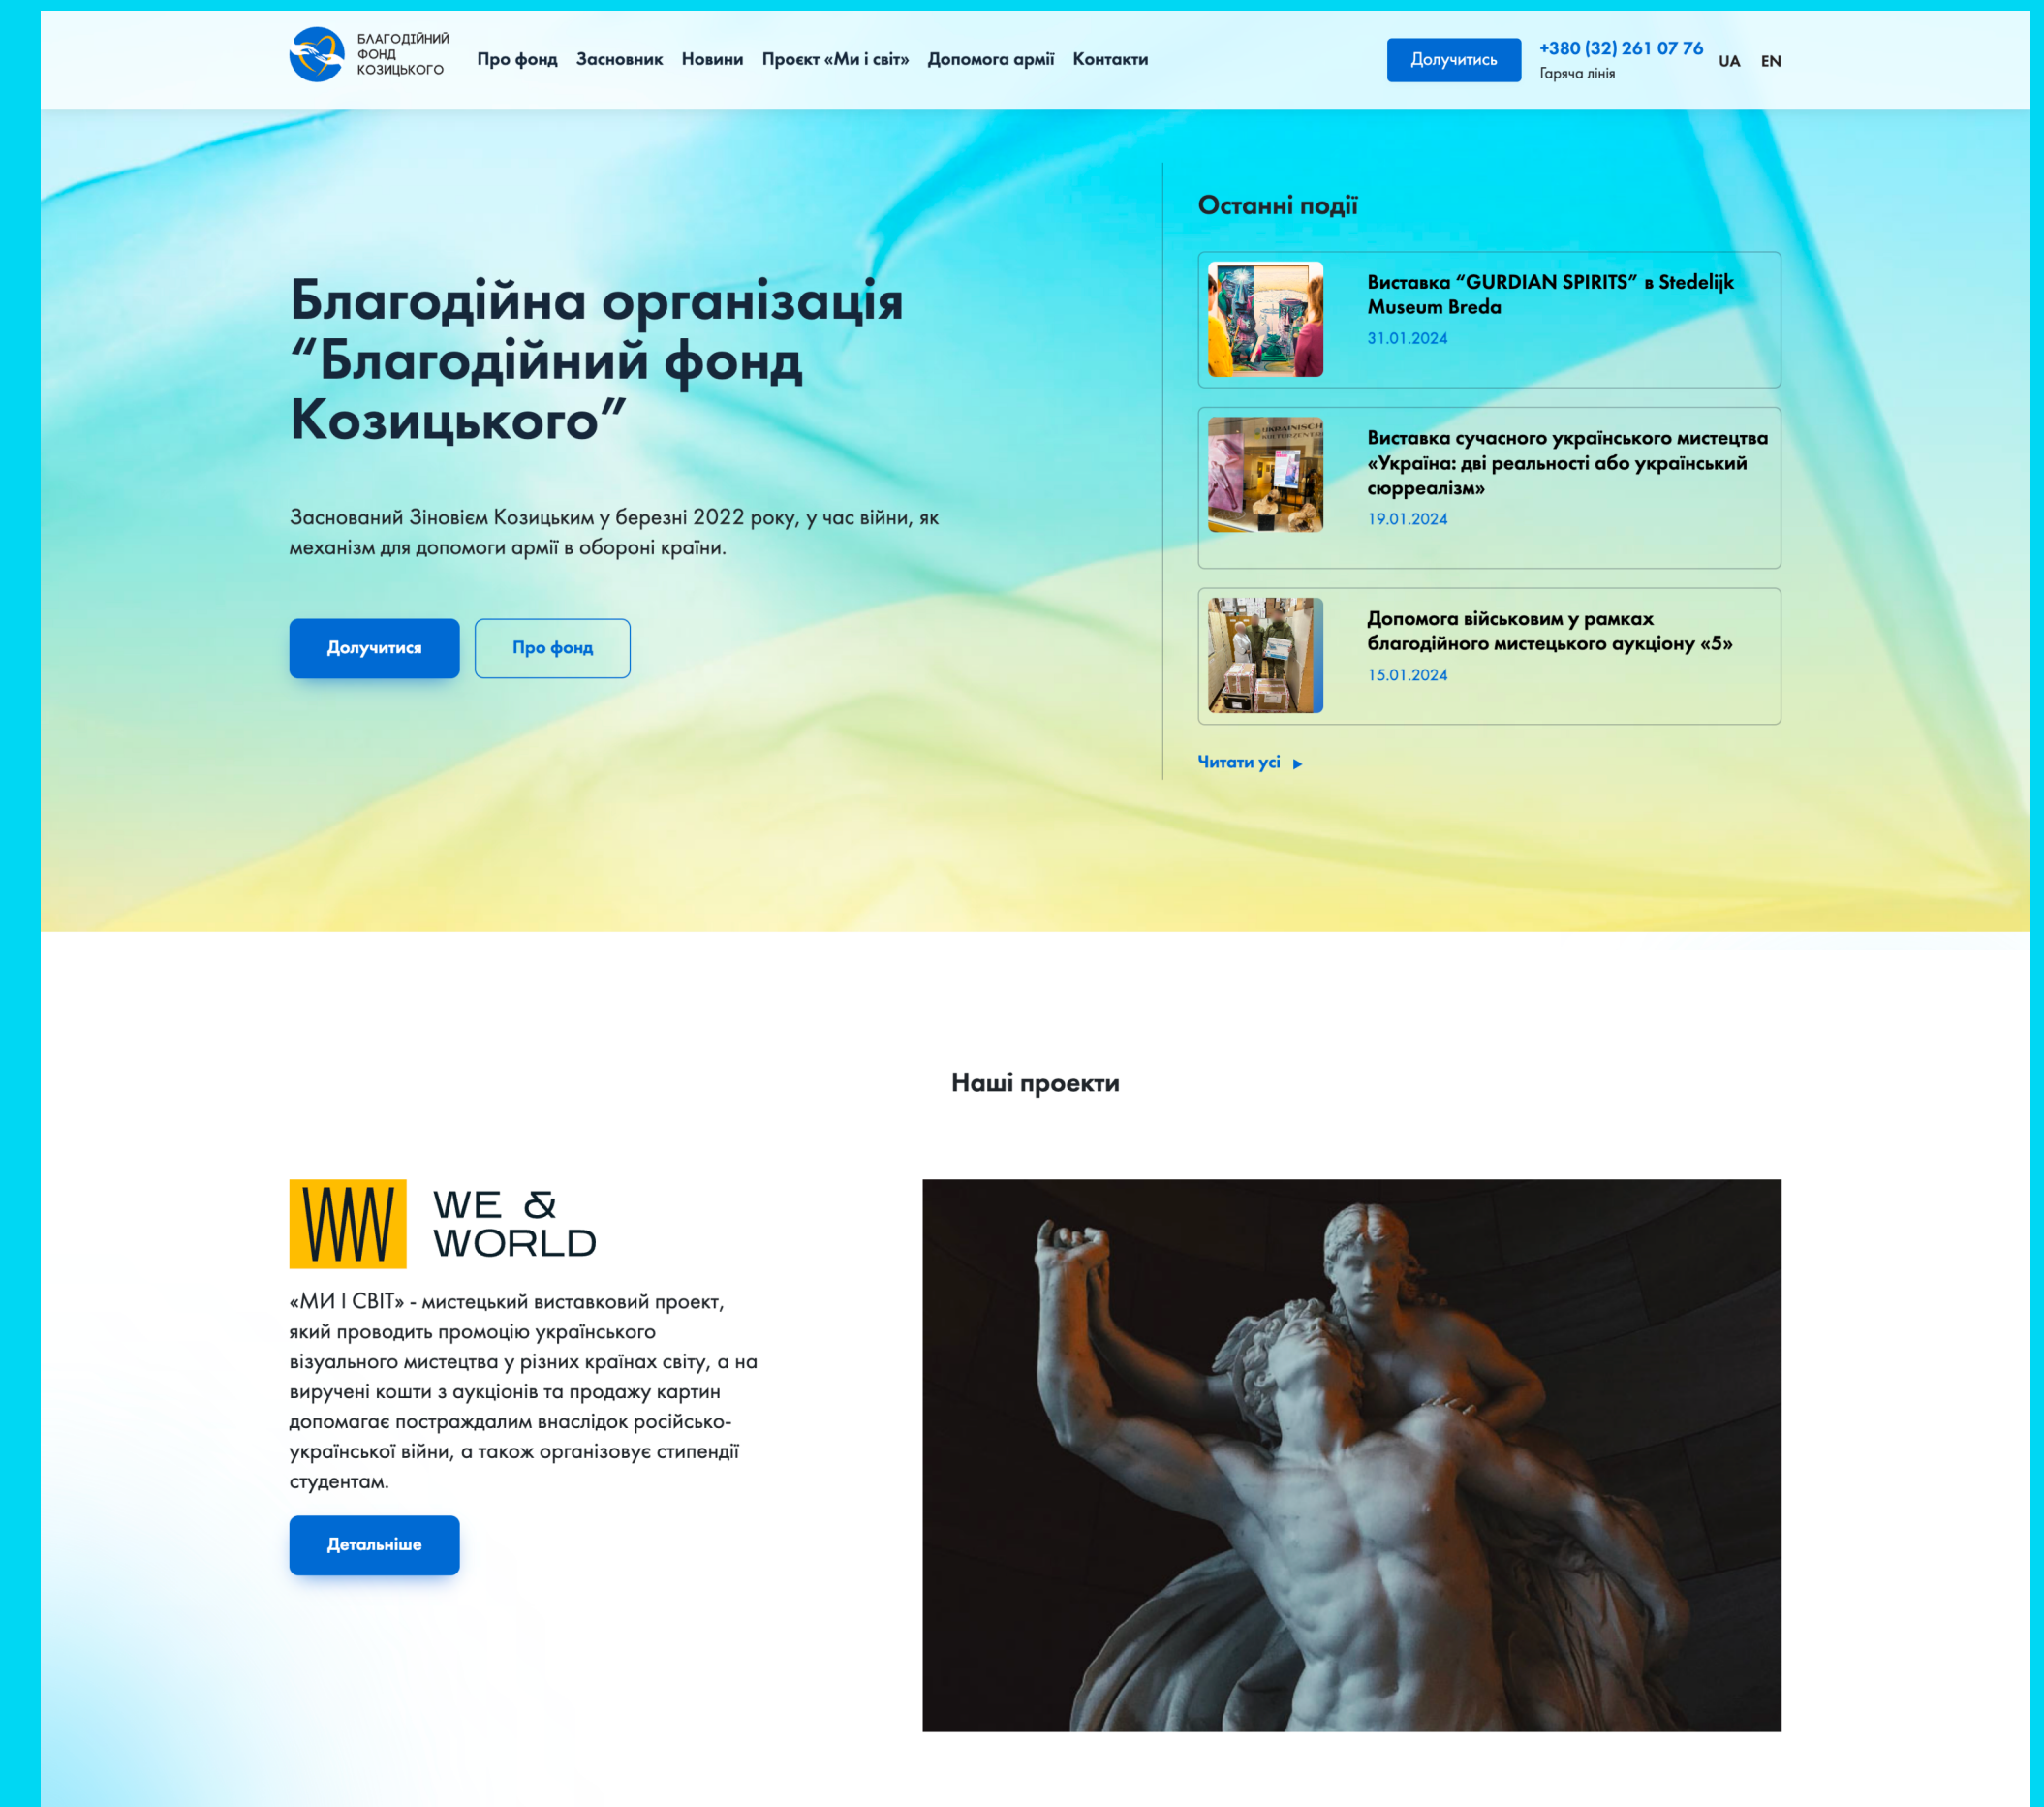 БЛАГОДІЙНИЙ
ФОНД
КОЗИЦЬКОГО
Про фонд Засновник Новини Проєкт «Ми і світ» Допомога армії Контакти
Долучитись
+380 (32) 261 07 76
Гаряча лінія
UA EN
Благодійна організація
“Благодійний фонд
Козицького”
Заснований Зіновієм Козицьким у березні 2022 року, у час війни, як
механізм для допомоги армії в обороні країни.
Долучитися
Про фонд
Останні події
Виставка “GURDIAN SPIRITS” в Stedelijk
Museum Breda
31.01.2024
UKRAINISCH
Виставка сучасного українського мистецтва
«Україна: дві реальності або український
сюрреалізм»
19.01.2024
Допомога військовим у рамках
благодійного мистецького аукціону «5»
15.01.2024
Читати усі
Наші проекти
WE &
WORLD
«МИ І СВІТ» - мистецький виставковий проект,
який проводить промоцію українського
візуального мистецтва у різних країнах світу, а на
виручені кошти з аукціонів та продажу картин
допомагає постраждалим внаслідок російсько-
української війни, а також організовує стипендії
студентам.
Детальніше